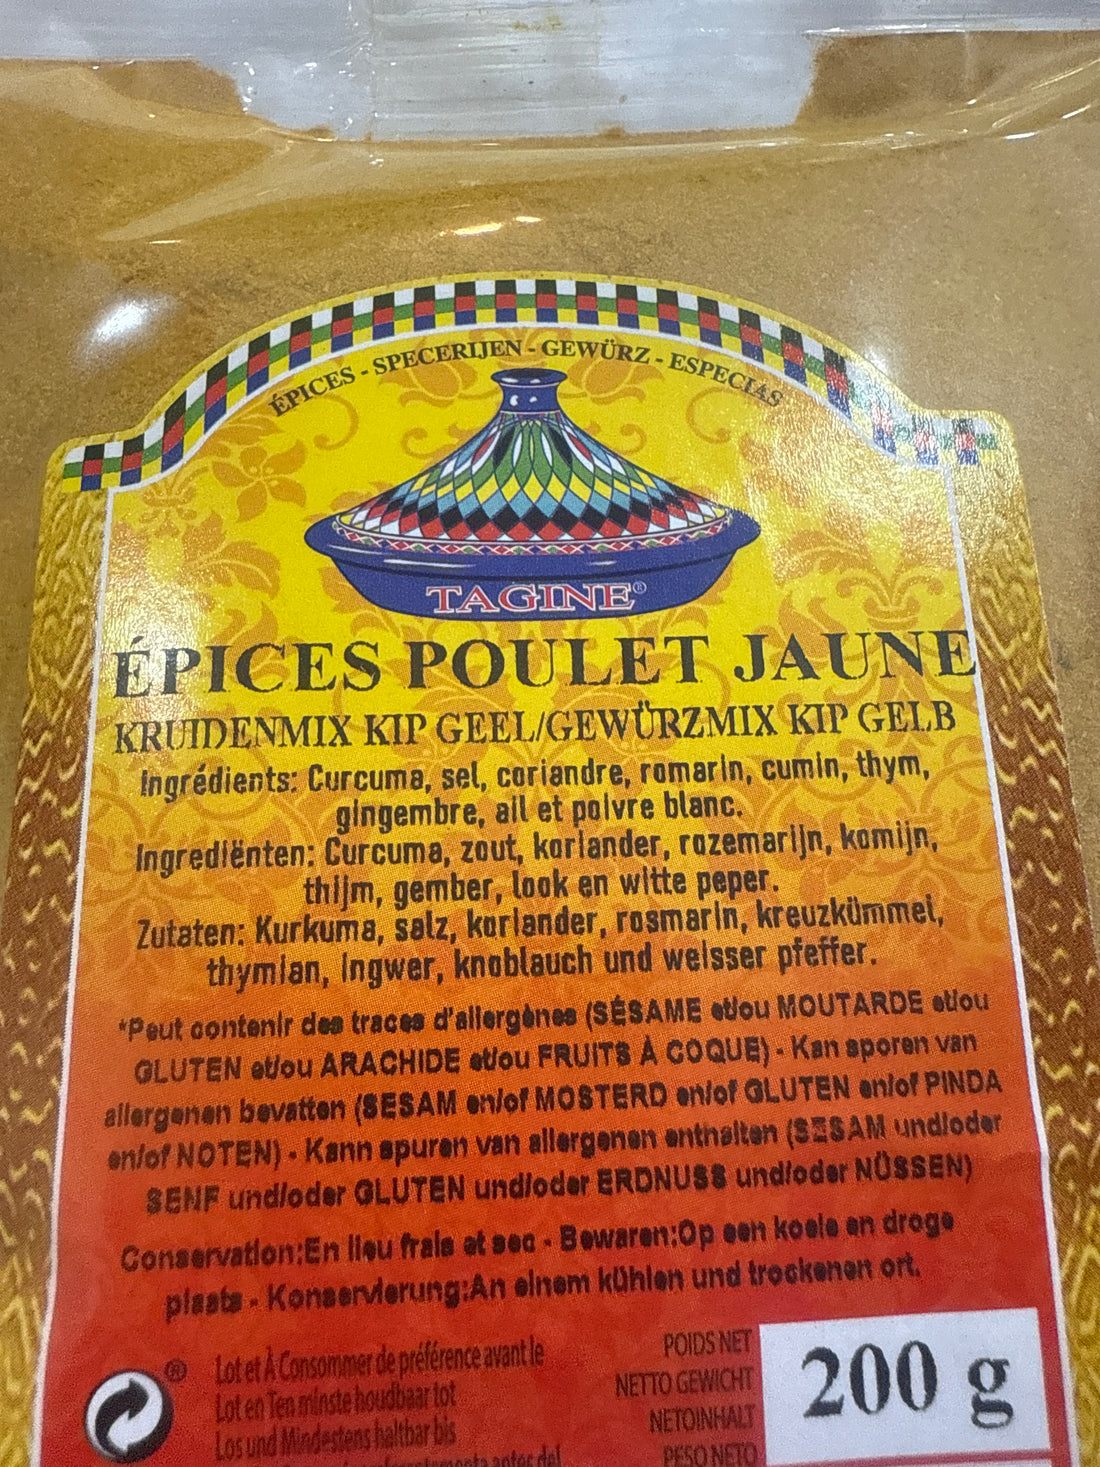 ÉPICES - SPECERIJEN - GEWÜRZ - ESPECIAS
TAGINE®
ÉPICES POULET JAUNE
KRUIDENMIX KIP GEEL/GEWÜRZMIX KIP GELB
Ingrédients: Curcuma, sel, coriandre, romarin, cumin, thym,
gingembre, ail et poivre blanc.
Ingrediënten: Curcuma, zout, koriander, rozemarijn, komijn,
thijm, gember, look en witte peper.
Zutaten: Kurkuma, salz, koriander, rosmarin, kreuzkümmel,
thymian, ingwer, knoblauch und weisser pfeffer.
*Peut contenir des traces d'allergènes (SÉSAME et/ou MOUTARDE et/ou
GLUTEN et/ou ARACHIDE et/ou FRUITS À COQUE) - Kan sporen van
allergenen bevatten (SESAM en/of MOSTERD en/of GLUTEN en/of PINDA
en/of NOTEN) - Kann spuren van allergenen enthalten (SESAM und/oder
SENF und/oder GLUTEN und/oder ERDNUSS und/oder NÜSSEN)
Conservation:En lieu frais et sec - Bewaren:Op een koele en droge
plaats - Konservierung:An einem kühlen und trockenen ort.
® Lot et À Consommer de préférence avant le
Lot en Ten minste houdbaar tot
Los und Mindestens haltbar bis
antes del
POIDS NET
NETTO GEWICHT
NETOINHALT
PESO NETO
200 g